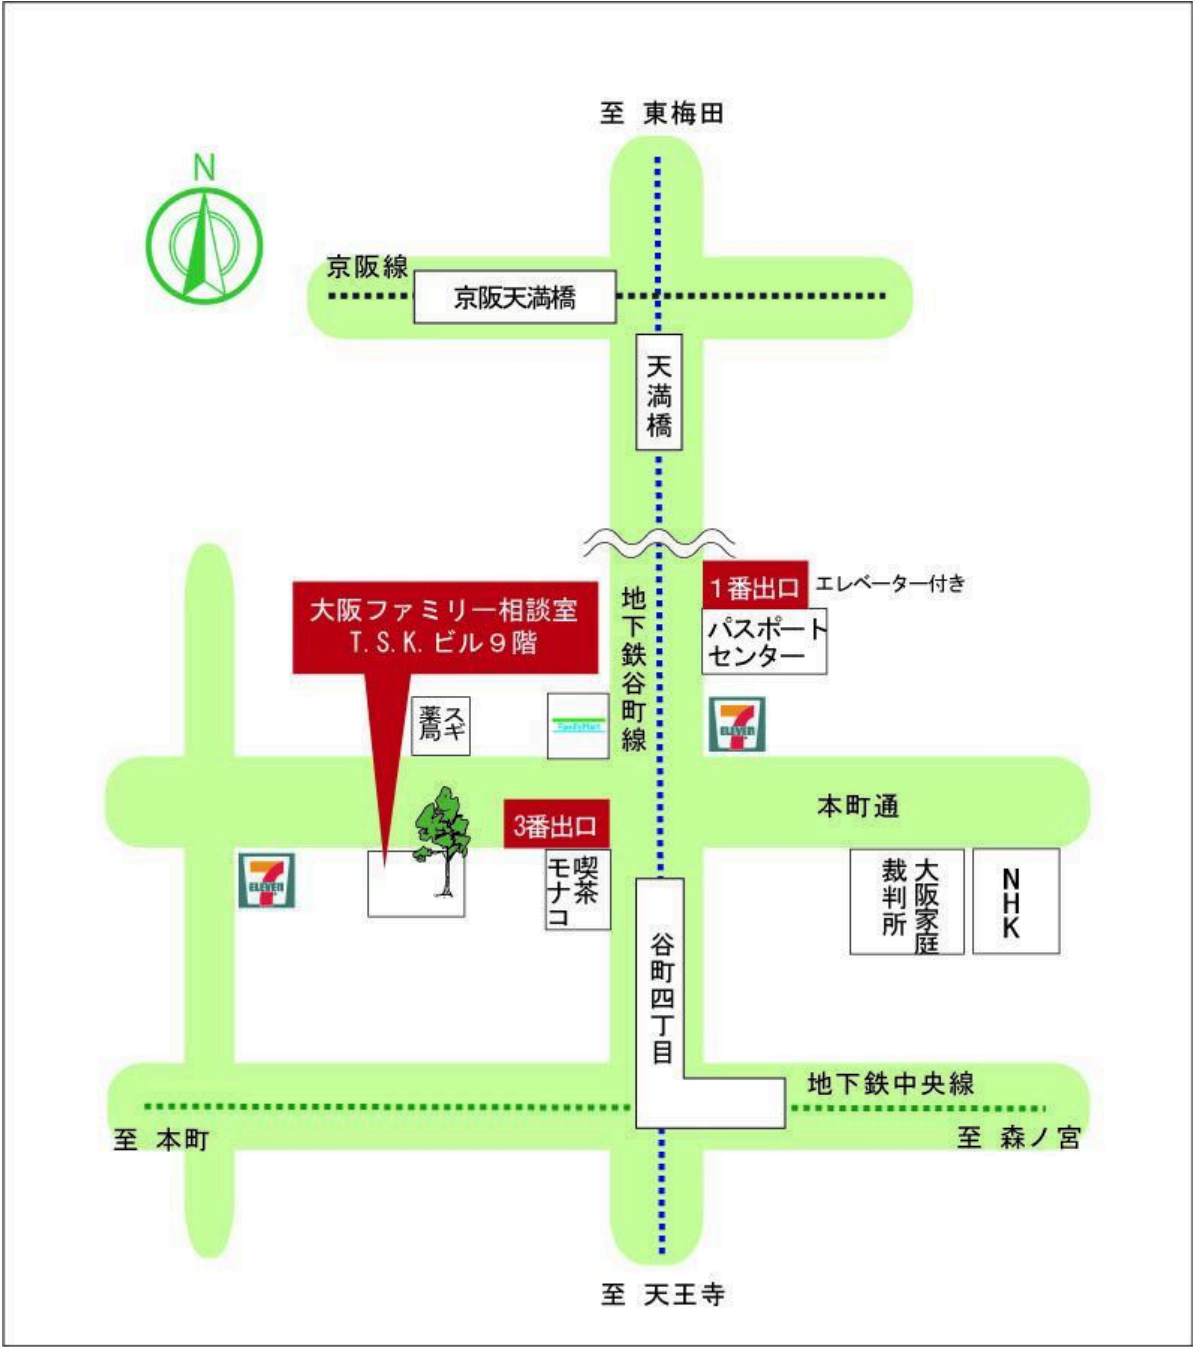 至 東梅田
N
京阪線
京阪天満橋
天満橋
1番出口
エレベーター付き
パスポート
センター
大阪ファミリー相談室
T.S.K.ビル9階
地下鉄谷町線
スギ
薬局
FamilyMart
7
ELEVEN
本町通
3番出口
喫茶
モナコ
7
ELEVEN
大阪家庭
裁判所
NHK
谷町四丁目
地下鉄中央線
至 本町
至 森ノ宮
至 天王寺